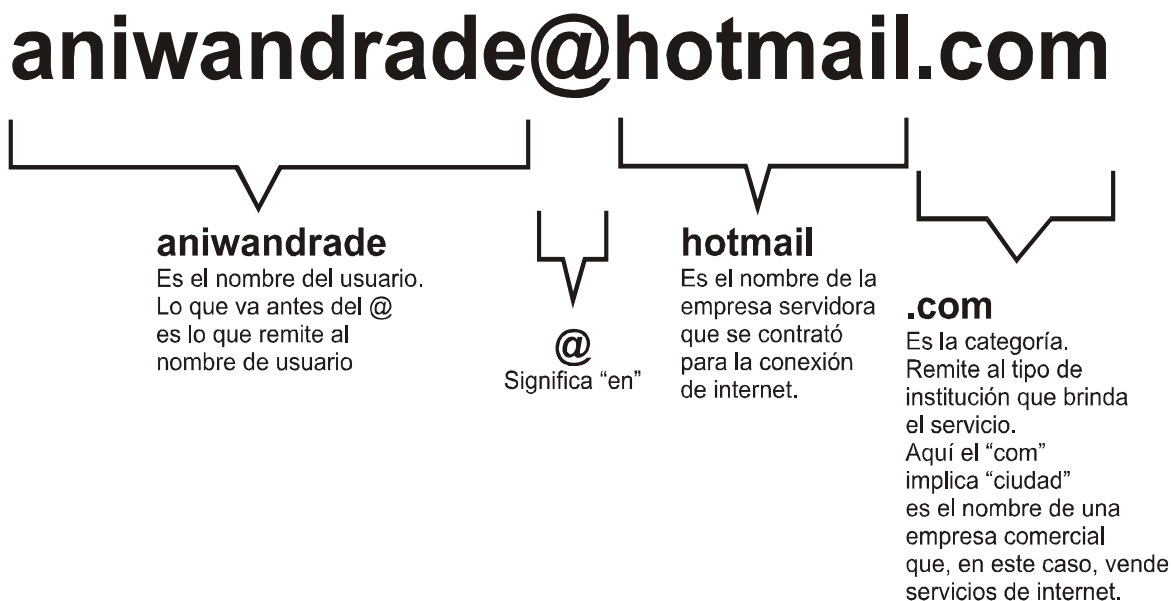 aniwandrade@hotmail.com
aniwandrade
Es el nombre del usuario.
Lo que va antes del @
es lo que remite al
nombre de usuario
@
Significa “en”
hotmail
Es el nombre de la
empresa servidora
que se contrató
para la conexión
de internet.
.com
Es la categoría.
Remite al tipo de
institución que brinda
el servicio.
Aquí el “com”
implica “ciudad”
es el nombre de una
empresa comercial
que, en este caso, vende
servicios de internet.